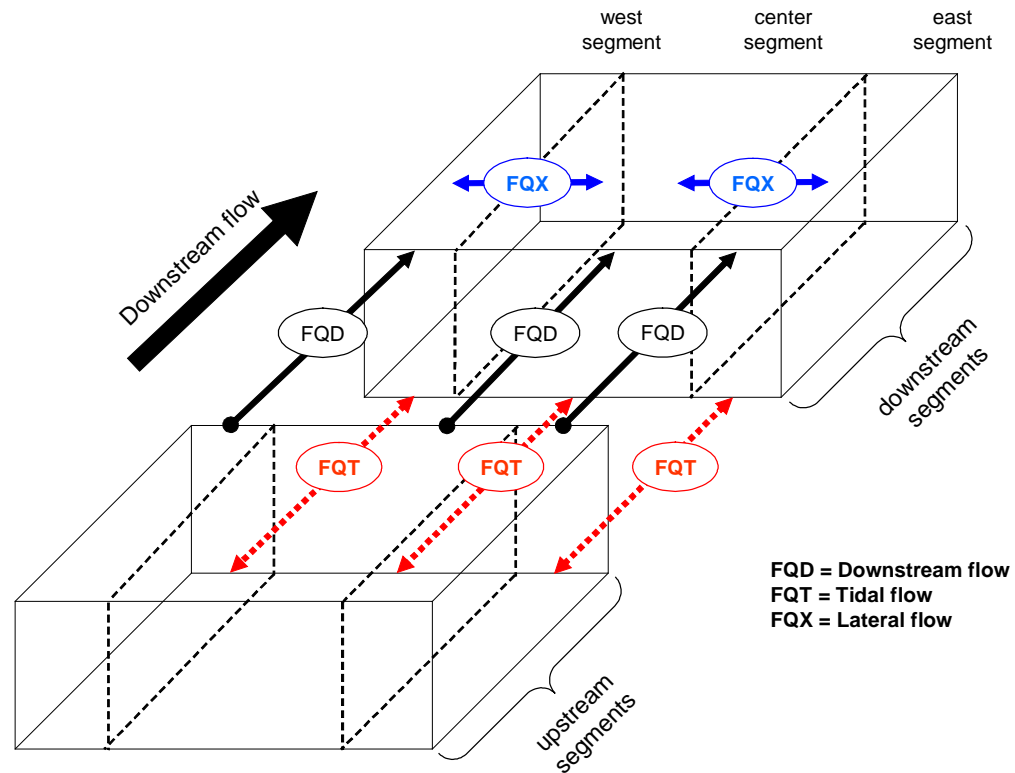 west
segment
center
segment
east
segment
FQX
FQX
Downstream flow
FQD
FQD
FQD
downstream
segments
FQT
FQT
FQT
FQD = Downstream flow
FQT = Tidal flow
FQX = Lateral flow
upstream
segments